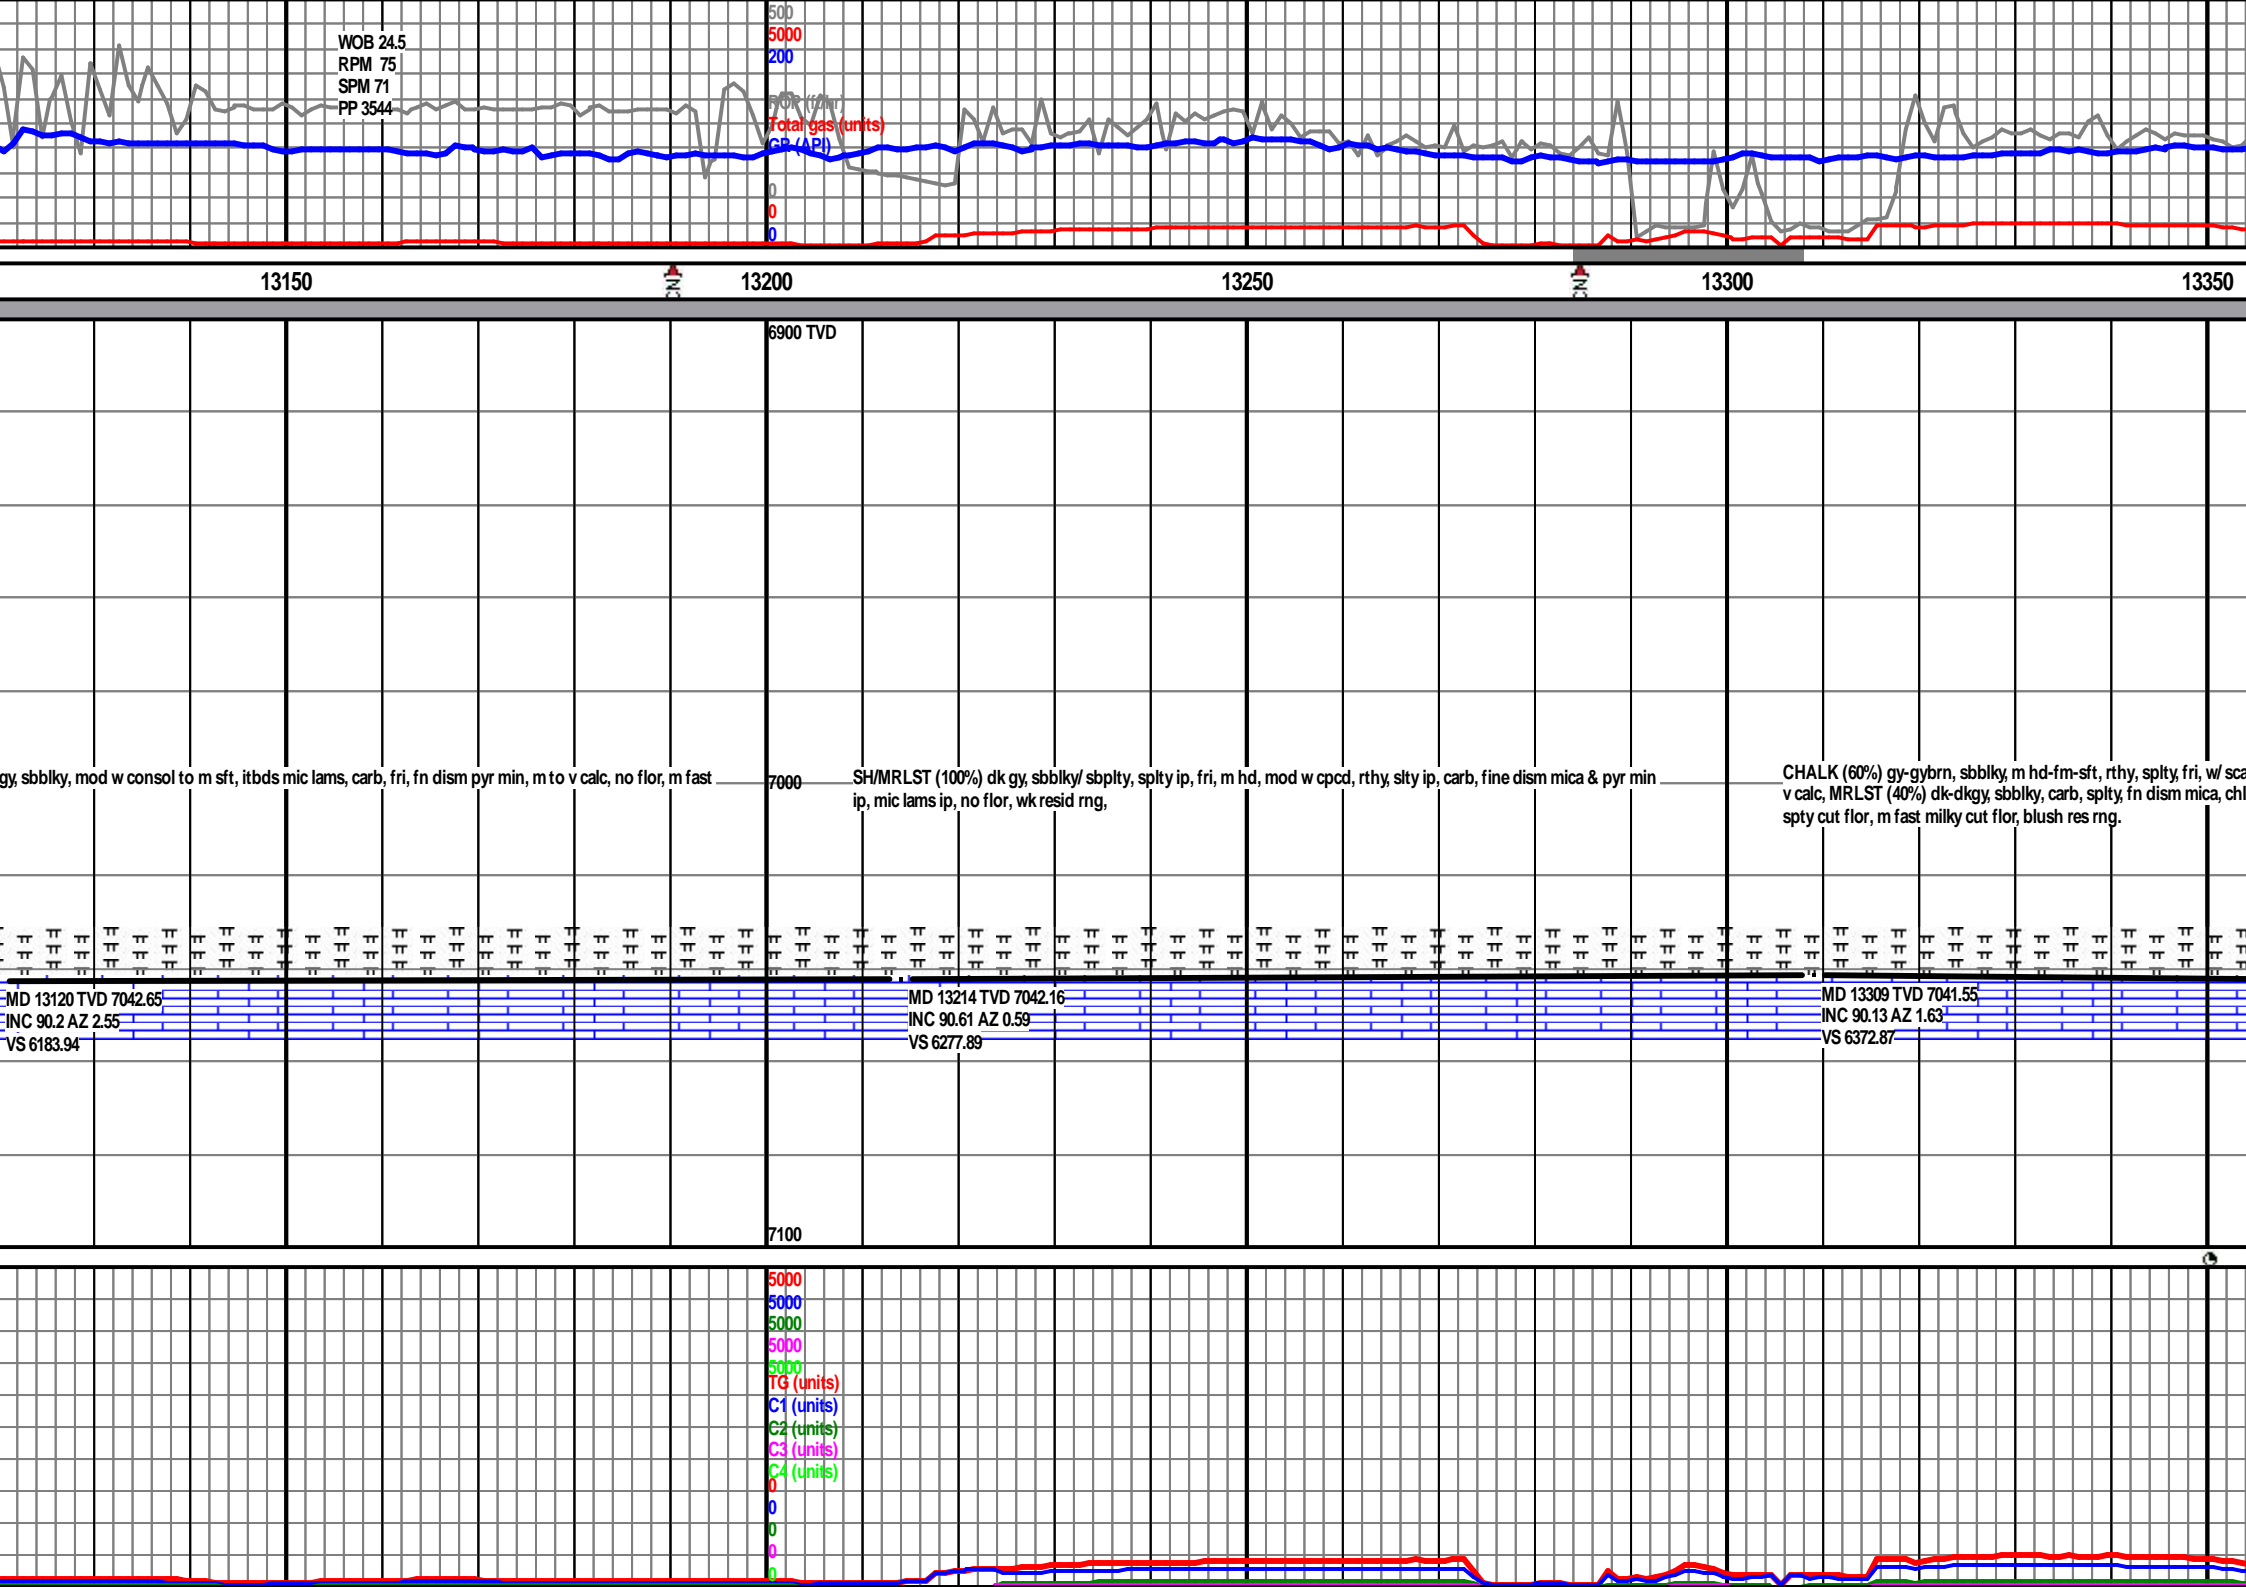 500
5000
200
WOB 24.5
RPM 75
SPM 71
PP 3544
ROP (ft/hr)
Total gas (units)
GR (API)
0
0
0
13150
CN
13200
13250
CN
13300
13350
6900 TVD
gy, sbblky, mod w consol to m sft, itbds mic lams, carb, fri, fn dism pyr min, m to v calc, no flor, m fast
7000
SH/MRLST (100%) dk gy, sbblky/ sbplty, splty ip, fri, m hd, mod w cpcd, rthy, slty ip, carb, fine dism mica & pyr min
ip, mic lams ip, no flor, wk resid rng,
CHALK (60%) gy-gybrn, sbblky, m hd-fm-sft, rthy, splty, fri, w/ sca
v calc, MRLST (40%) dk-dkgy, sbblky, carb, splty, fn dism mica, chl
spty cut flor, m fast milky cut flor, blush res rng.
MD 13120 TVD 7042.65
INC 90.2 AZ 2.55
VS 6183.94
MD 13214 TVD 7042.16
INC 90.61 AZ 0.59
VS 6277.89
MD 13309 TVD 7041.55
INC 90.13 AZ 1.63
VS 6372.87
7100
5000
5000
5000
5000
5000
TG (units)
C1 (units)
C2 (units)
C3 (units)
C4 (units)
0
0
0
0
0